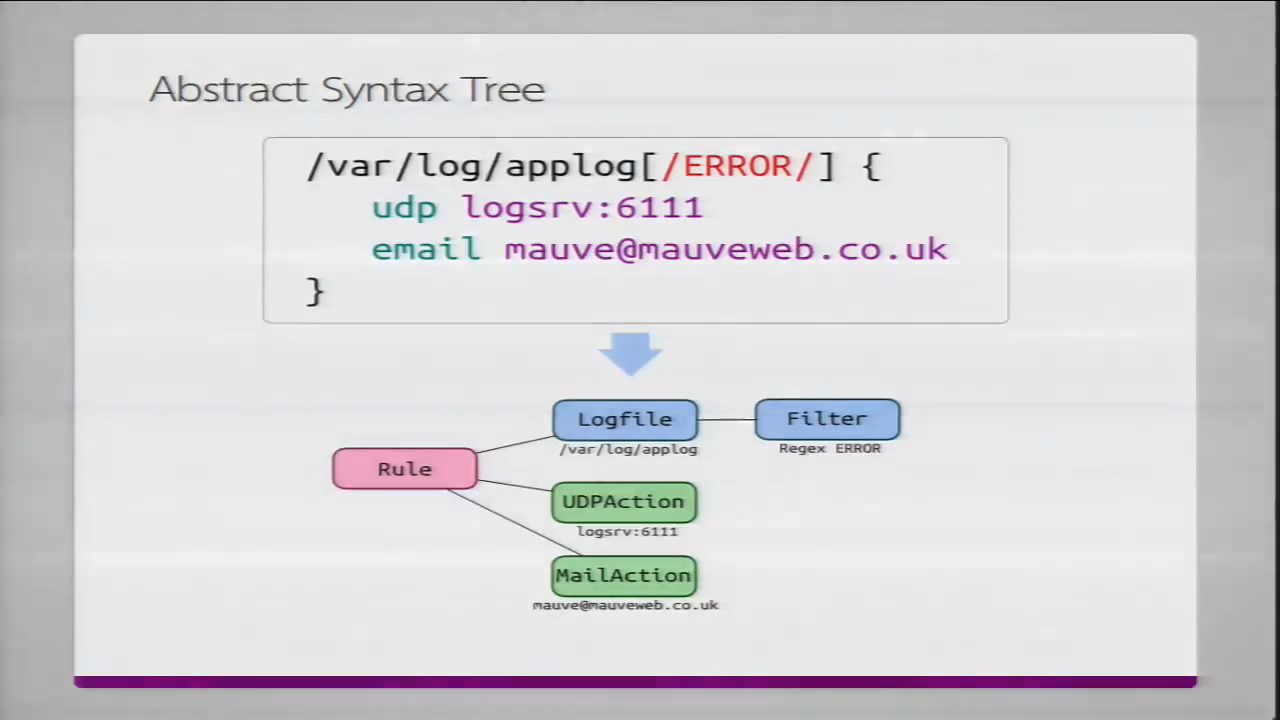 Abstract Syntax Tree
/var/log/applog[/ERROR/] {
udp logsrv:6111
email mauve@mauveweb.co.uk
}
Logfile
/var/log/applog
Filter
Regex ERROR
Rule
UDPAction
logsrv:6111
MailAction
mauve@mauveweb.co.uk